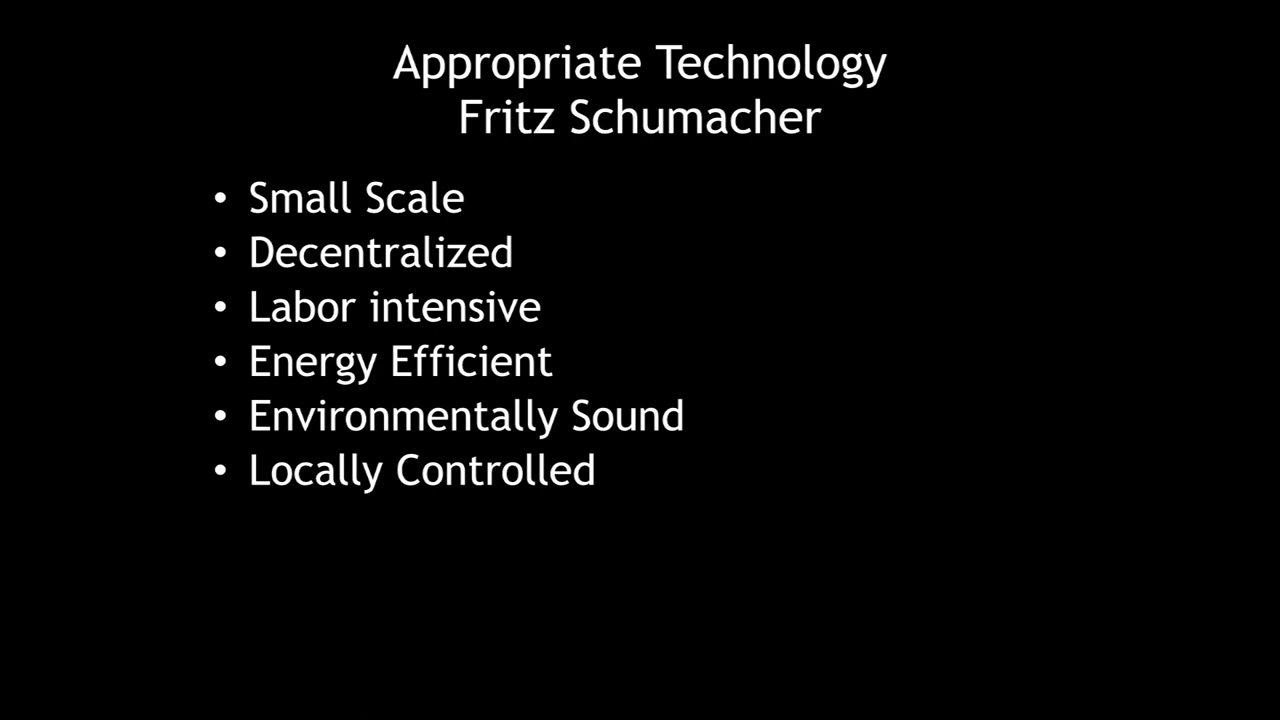 Appropriate Technology
Fritz Schumacher
• Small Scale
• Decentralized
• Labor intensive
• Energy Efficient
• Environmentally Sound
• Locally Controlled